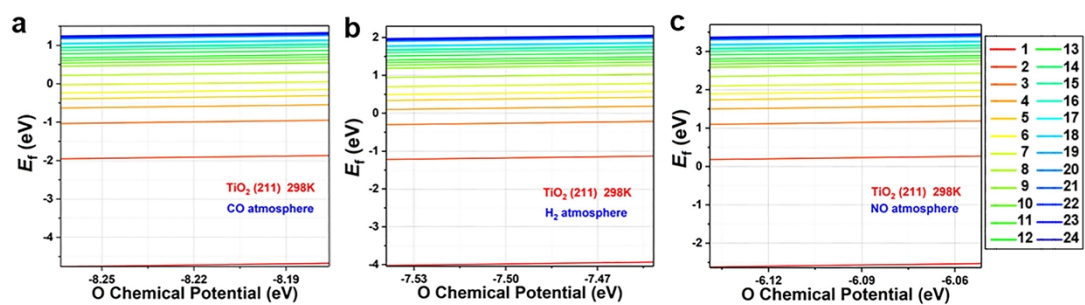 a
1
0
-1
-2
-3
-4
Ef (eV)
TiO2 (211) 298K
CO atmosphere
-8.25
-8.22
-8.19
O Chemical Potential (eV)
b
2
1
0
-1
-2
-3
-4
Ef (eV)
TiO2 (211) 298K
H2 atmosphere
-7.53
-7.50
-7.47
O Chemical Potential (eV)
c
3
2
1
0
-1
-2
Ef (eV)
TiO2 (211) 298K
NO atmosphere
-6.12
-6.09
-6.06
O Chemical Potential (eV)
1 13
2 14
3 15
4 16
5 17
6 18
7 19
8 20
9 21
10 22
11 23
12 24